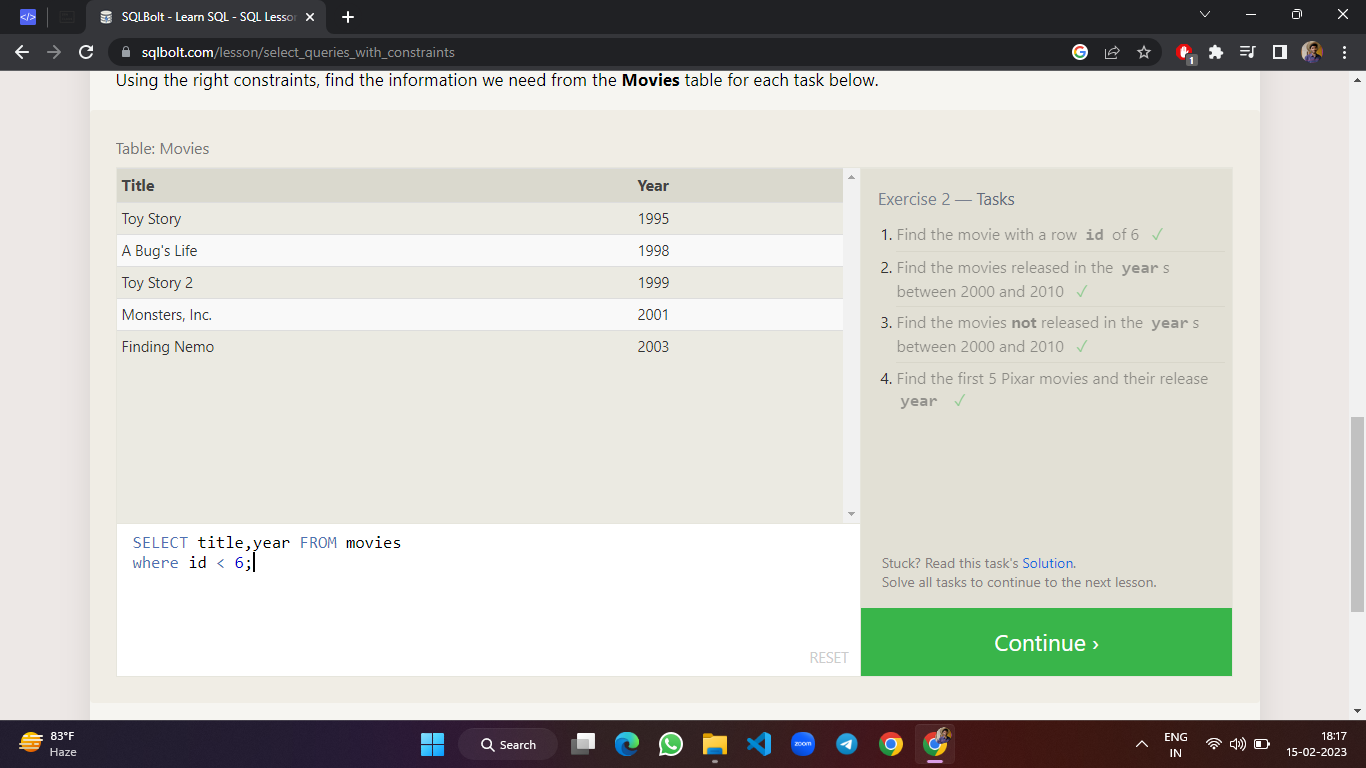 SQLBolt - Learn SQL - SQL Lesso
sqlbolt.com/lesson/select_queries_with_constraints
1
Using the right constraints, find the information we need from the Movies table for each task below.
Table: Movies
Title Year
Toy Story 1995
A Bug's Life 1998
Toy Story 2 1999
Monsters, Inc. 2001
Finding Nemo 2003
SELECT title,year FROM movies
where id < 6;
RESET
Exercise 2 — Tasks
1. Find the movie with a row id of 6 ✓
2. Find the movies released in the year s
between 2000 and 2010 ✓
3. Find the movies not released in the year s
between 2000 and 2010 ✓
4. Find the first 5 Pixar movies and their release
year ✓
Stuck? Read this task's Solution.
Solve all tasks to continue to the next lesson.
Continue ›
83°F
Haze
Search
zoom
ENG
IN
18:17
15-02-2023